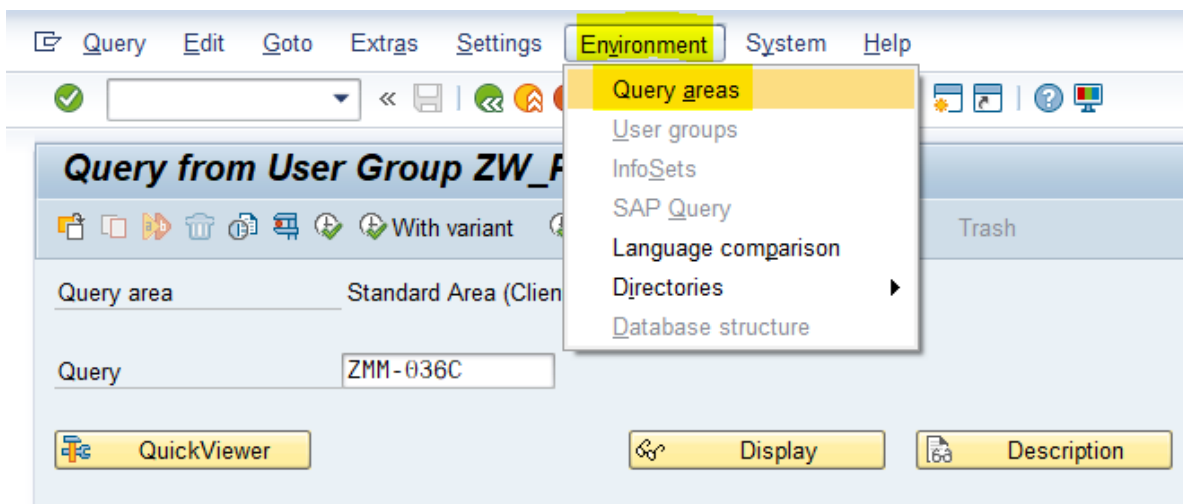 Query Edit Goto Extras Settings Environment System Help
Query areas
User groups
Query from User Group ZW_
InfoSets
SAP Query
With variant
Trash
Language comparison
Query area Standard Area (Clien
Directories
Database structure
Query ZMM-036C
QuickViewer Display Description